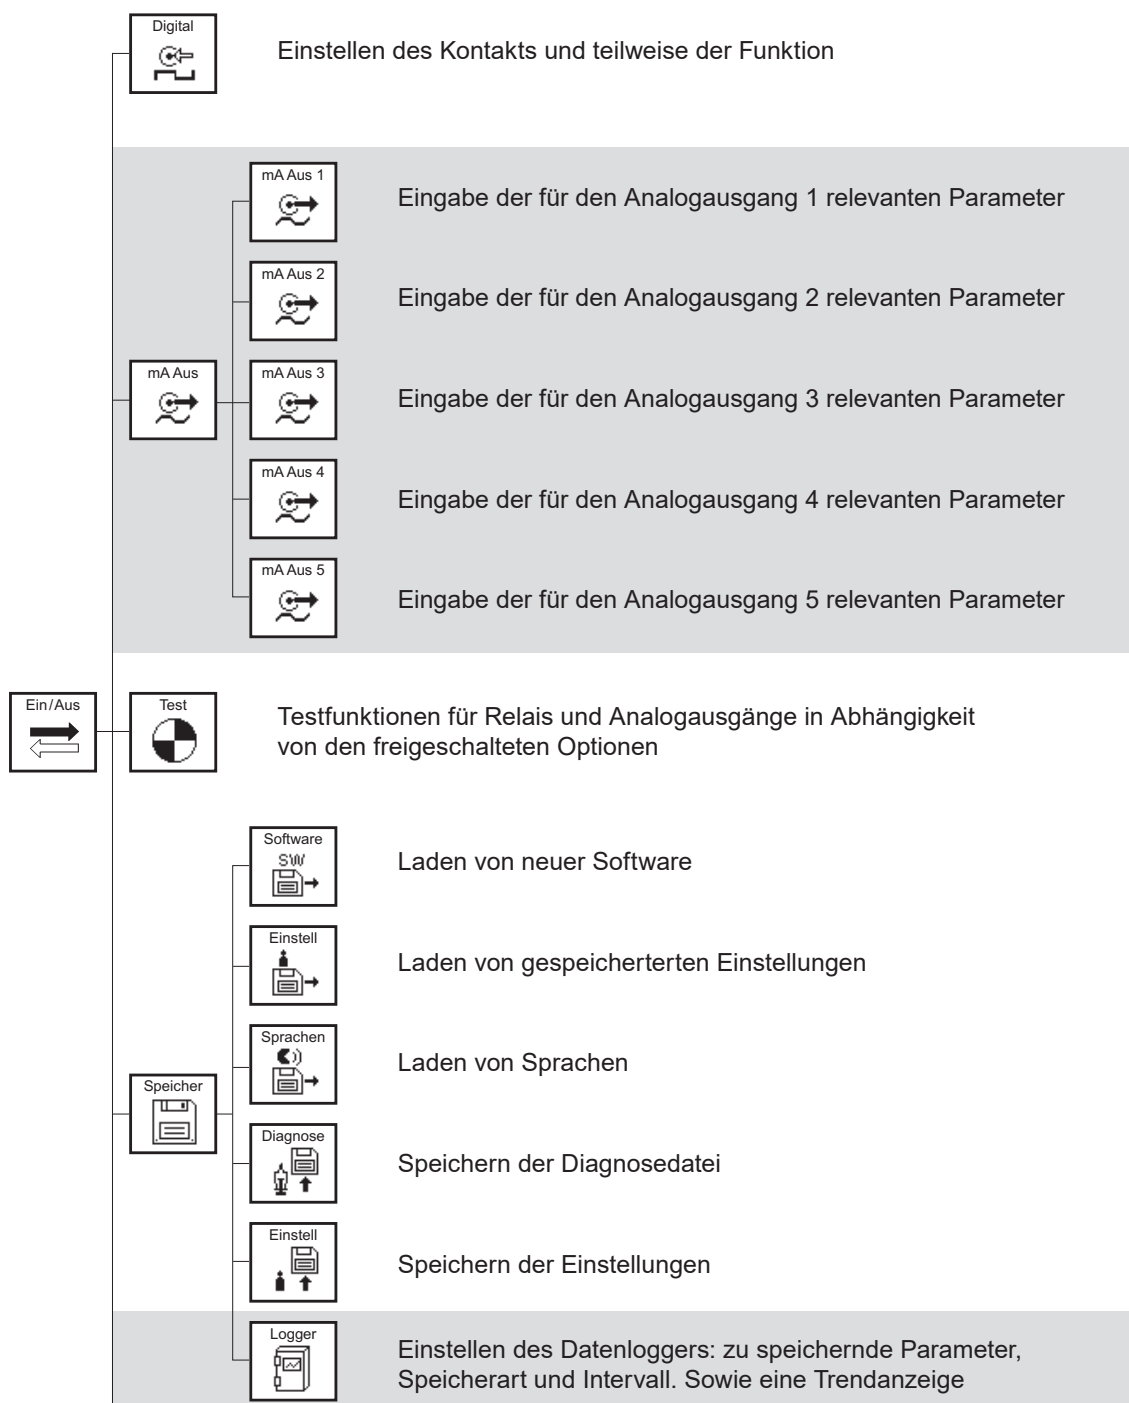 Digital
Einstellen des Kontakts und teilweise der Funktion
mA Aus 1
Eingabe der für den Analogausgang 1 relevanten Parameter
mA Aus 2
Eingabe der für den Analogausgang 2 relevanten Parameter
mA Aus
mA Aus 3
Eingabe der für den Analogausgang 3 relevanten Parameter
mA Aus 4
Eingabe der für den Analogausgang 4 relevanten Parameter
mA Aus 5
Eingabe der für den Analogausgang 5 relevanten Parameter
Ein/Aus
Test
Testfunktionen für Relais und Analogausgänge in Abhängigkeit
von den freigeschalteten Optionen
Software
SW
Laden von neuer Software
Einstell
Laden von gespeicherterten Einstellungen
Sprachen
Laden von Sprachen
Speicher
Diagnose
Speichern der Diagnosedatei
Einstell
Speichern der Einstellungen
Logger
Einstellen des Datenloggers: zu speichernde Parameter,
Speicherart und Intervall. Sowie eine Trendanzeige